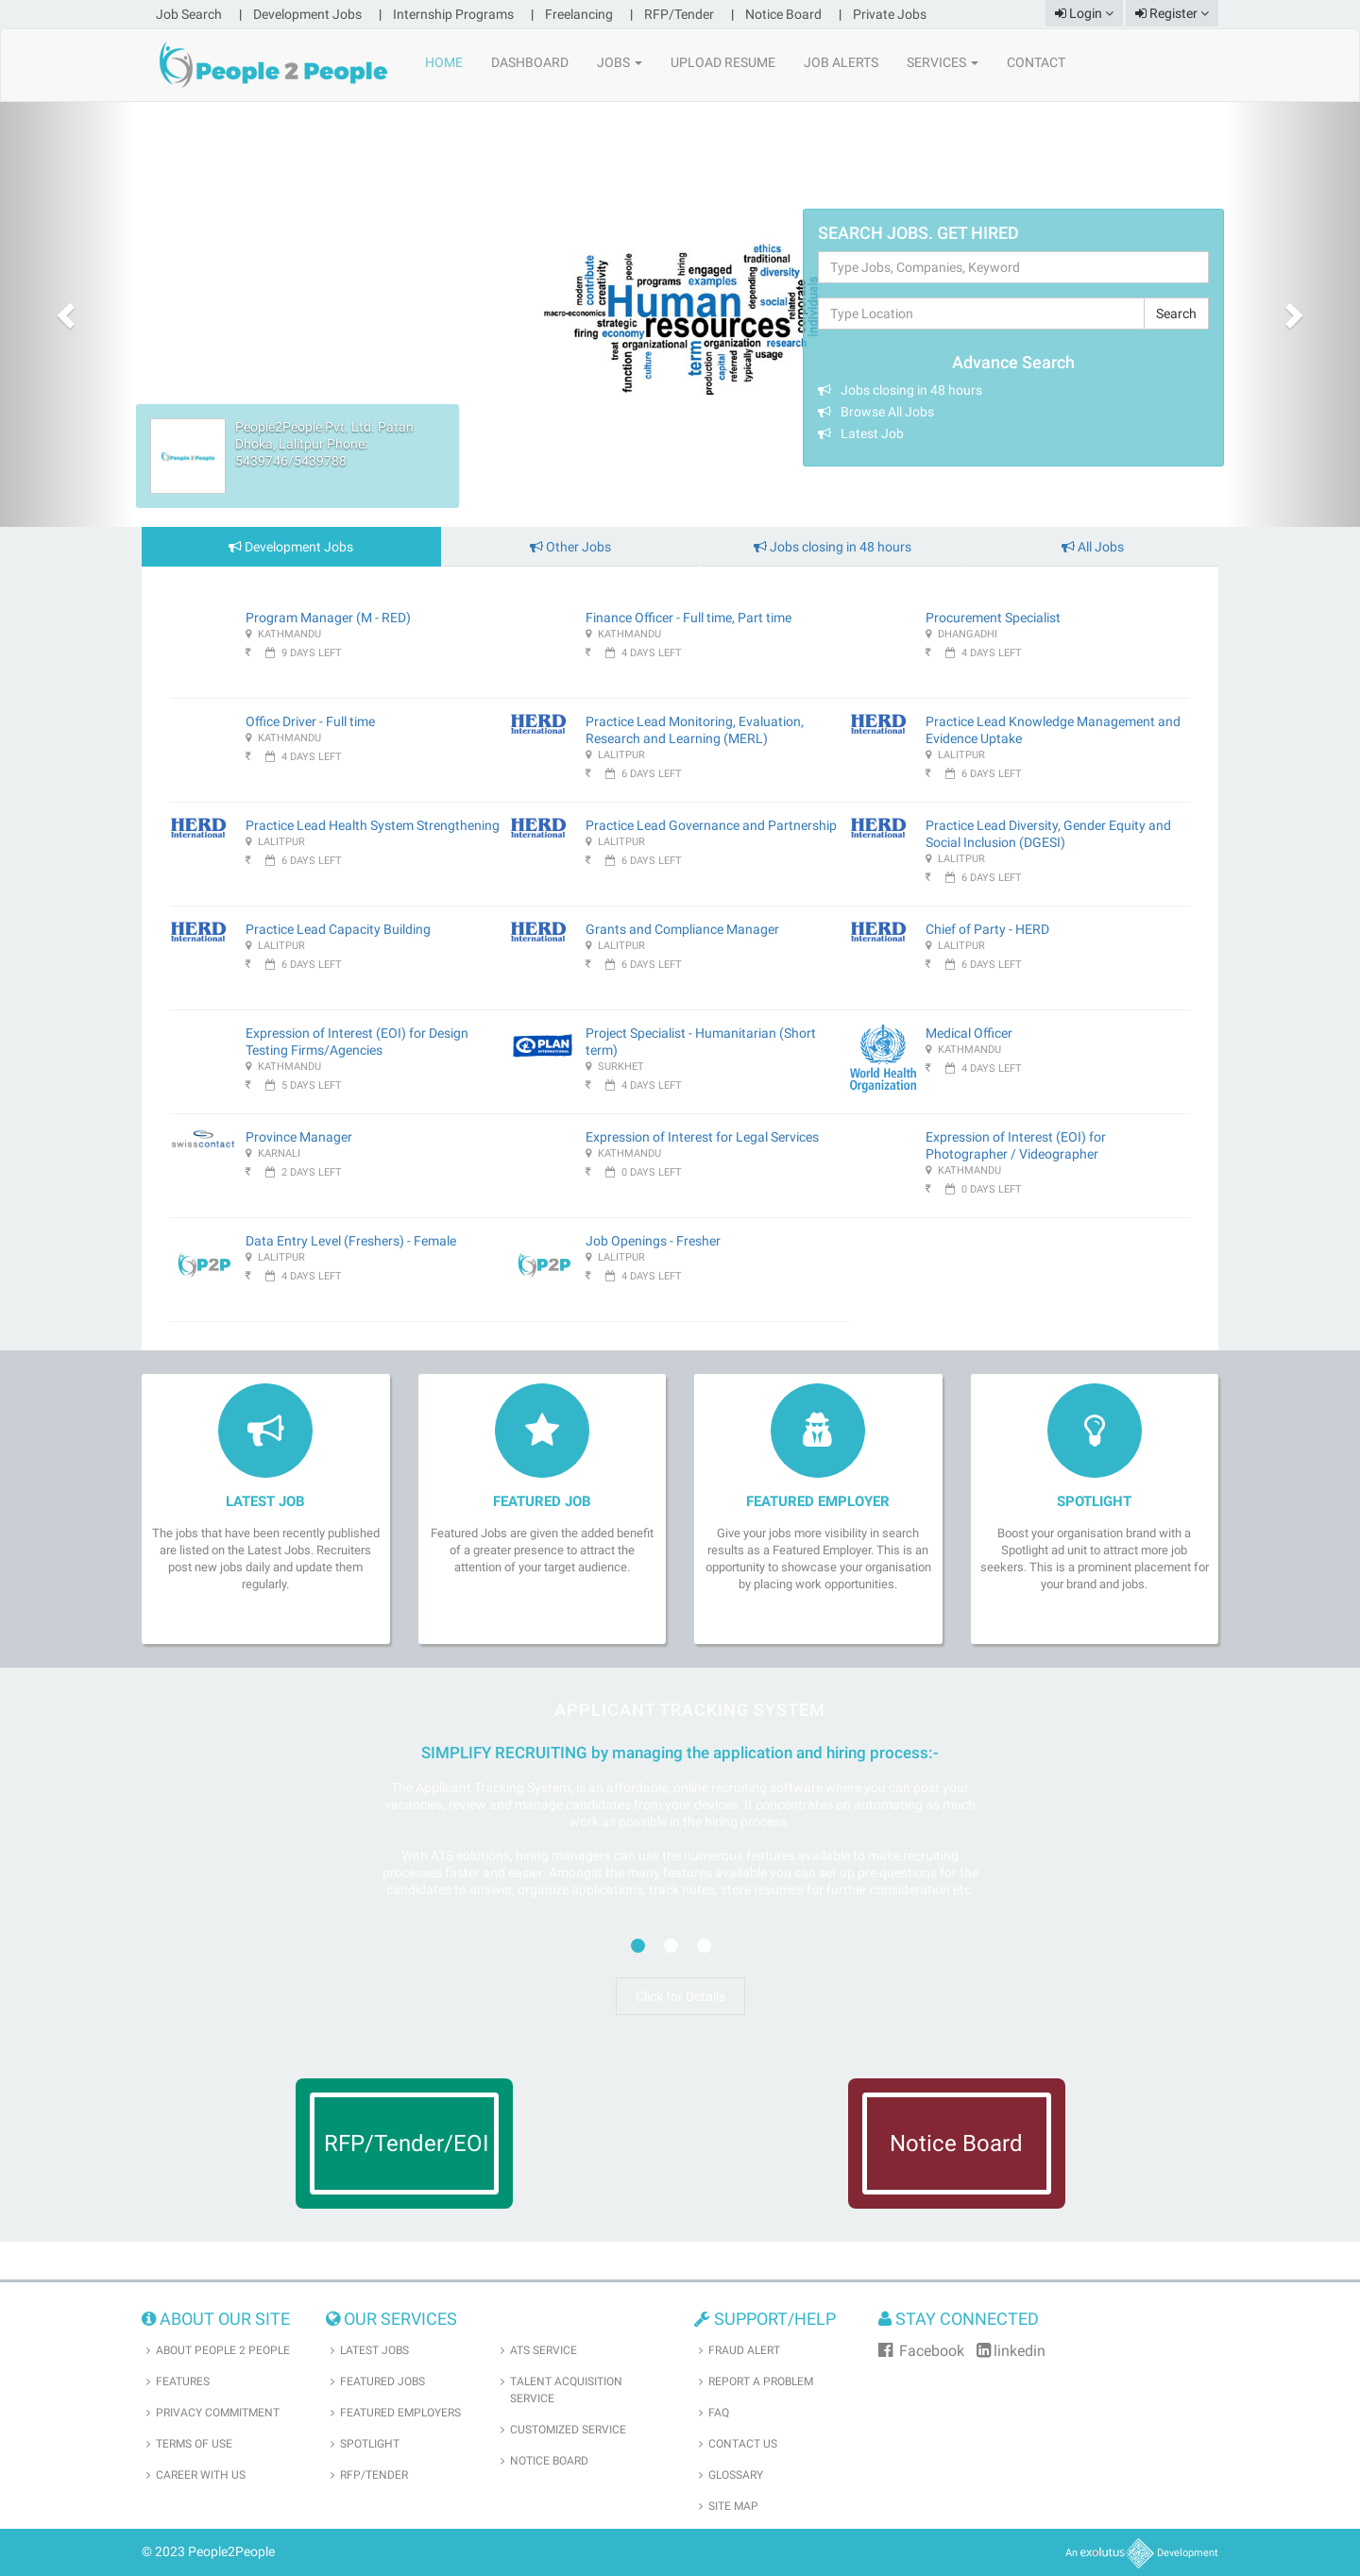 Job Search | Development Jobs | Internship Programs | Freelancing | RFP/Tender | Notice Board | Private Jobs
Login Register
People 2 People
HOME DASHBOARD JOBS UPLOAD RESUME JOB ALERTS SERVICES CONTACT
SEARCH JOBS. GET HIRED
Type Jobs, Companies, Keyword
Type Location
Search
Advance Search
Jobs closing in 48 hours
Browse All Jobs
Latest Job
ethics
traditional
engaged
diversity
hiring
people
creativity
contribute
modern
programs
examples
depending
Human
social
related
corporate
individuals
macro-economics
strategic
resources
firing
economy
treat
organizational
term
organization
research
function
culture
production
capital
referred
typically
usage
People 2 People
People2People Pvt. Ltd. Patan
Dhoka, Lalitpur Phone:
5439746/5439788
Development Jobs
Other Jobs
Jobs closing in 48 hours
All Jobs
Program Manager (M - RED)
KATHMANDU
₹ 9 DAYS LEFT
Finance Officer - Full time, Part time
KATHMANDU
₹ 4 DAYS LEFT
Procurement Specialist
DHANGADHI
₹ 4 DAYS LEFT
Office Driver - Full time
KATHMANDU
₹ 4 DAYS LEFT
HERD
International
Practice Lead Monitoring, Evaluation,
Research and Learning (MERL)
LALITPUR
₹ 6 DAYS LEFT
HERD
International
Practice Lead Knowledge Management and
Evidence Uptake
LALITPUR
₹ 6 DAYS LEFT
HERD
International
Practice Lead Health System Strengthening
LALITPUR
₹ 6 DAYS LEFT
HERD
International
Practice Lead Governance and Partnership
LALITPUR
₹ 6 DAYS LEFT
HERD
International
Practice Lead Diversity, Gender Equity and
Social Inclusion (DGESI)
LALITPUR
₹ 6 DAYS LEFT
HERD
International
Practice Lead Capacity Building
LALITPUR
₹ 6 DAYS LEFT
HERD
International
Grants and Compliance Manager
LALITPUR
₹ 6 DAYS LEFT
HERD
International
Chief of Party - HERD
LALITPUR
₹ 6 DAYS LEFT
Expression of Interest (EOI) for Design
Testing Firms/Agencies
KATHMANDU
₹ 5 DAYS LEFT
PLAN
INTERNATIONAL
Project Specialist - Humanitarian (Short
term)
SURKHET
₹ 4 DAYS LEFT
World Health
Organization
Medical Officer
KATHMANDU
₹ 4 DAYS LEFT
swisscontact
Province Manager
KARNALI
₹ 2 DAYS LEFT
Expression of Interest for Legal Services
KATHMANDU
₹ 0 DAYS LEFT
Expression of Interest (EOI) for
Photographer / Videographer
KATHMANDU
₹ 0 DAYS LEFT
P2P
Data Entry Level (Freshers) - Female
LALITPUR
₹ 4 DAYS LEFT
P2P
Job Openings - Fresher
LALITPUR
₹ 4 DAYS LEFT
LATEST JOB
The jobs that have been recently published
are listed on the Latest Jobs. Recruiters
post new jobs daily and update them
regularly.
FEATURED JOB
Featured Jobs are given the added benefit
of a greater presence to attract the
attention of your target audience.
FEATURED EMPLOYER
Give your jobs more visibility in search
results as a Featured Employer. This is an
opportunity to showcase your organisation
by placing work opportunities.
SPOTLIGHT
Boost your organisation brand with a
Spotlight ad unit to attract more job
seekers. This is a prominent placement for
your brand and jobs.
APPLICANT TRACKING SYSTEM
SIMPLIFY RECRUITING by managing the application and hiring process:-
The Applicant Tracking System, is an affordable, online recruiting software where you can post your
vacancies, review and manage candidates from your devices. It concentrates on automating as much
work as possible in the hiring process.
With ATS solutions, hiring managers can use the numerous features available to make recruiting
processes faster and easier. Amongst the many features available you can set up pre questions for the
candidates to answer, organize applications, track notes, store resumes for further consideration etc.
Click for Details
RFP/Tender/EOI
Notice Board
ABOUT OUR SITE
ABOUT PEOPLE 2 PEOPLE
FEATURES
PRIVACY COMMITMENT
TERMS OF USE
CAREER WITH US
OUR SERVICES
LATEST JOBS
FEATURED JOBS
FEATURED EMPLOYERS
SPOTLIGHT
RFP/TENDER
ATS SERVICE
TALENT ACQUISITION
SERVICE
CUSTOMIZED SERVICE
NOTICE BOARD
SUPPORT/HELP
FRAUD ALERT
REPORT A PROBLEM
FAQ
CONTACT US
GLOSSARY
SITE MAP
STAY CONNECTED
Facebook linkedin
© 2023 People2People
An exolutus Development